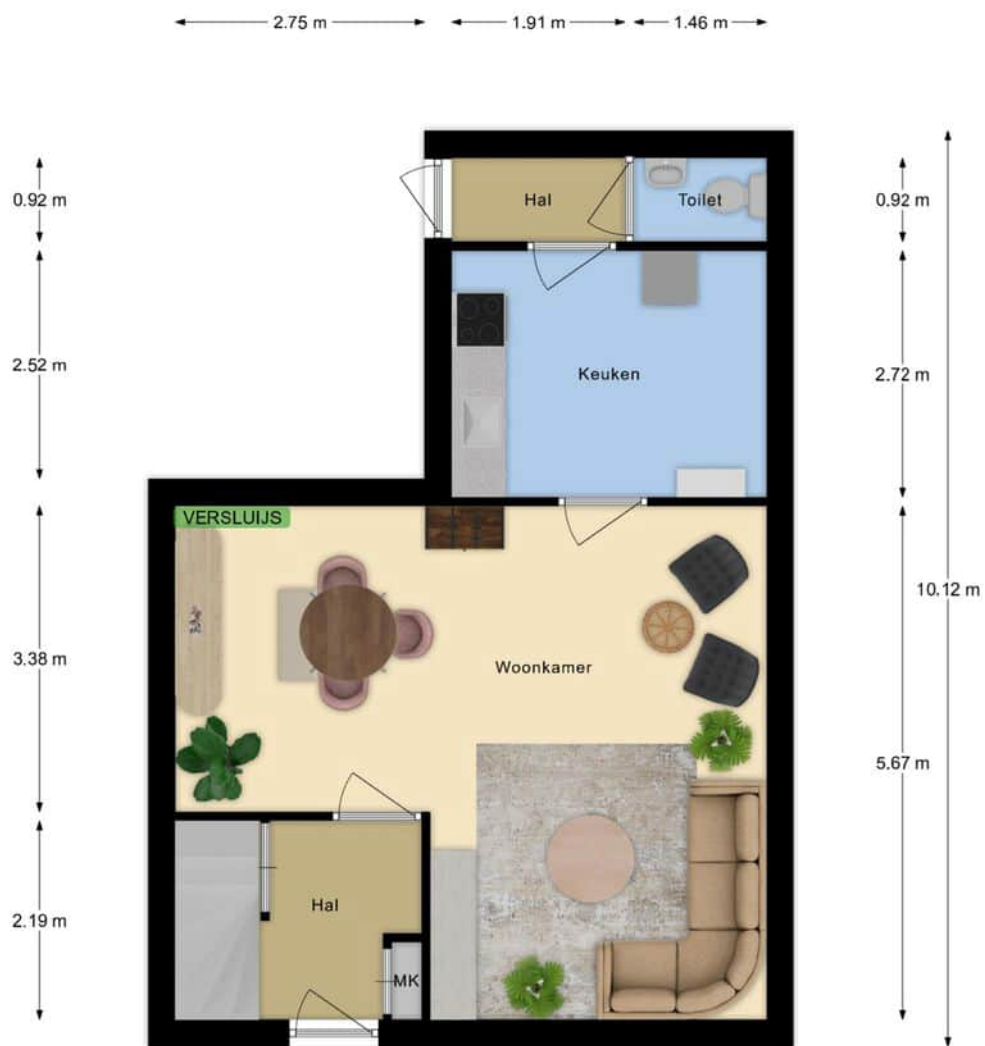 2.75 m
1.91 m
1.46 m
0.92 m
Hal
Toilet
0.92 m
2.52 m
Keuken
2.72 m
VERSLUIJS
10.12 m
3.38 m
Woonkamer
5.67 m
2.19 m
Hal
MK